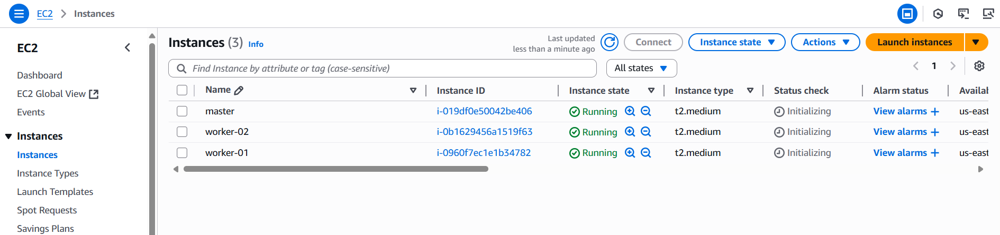 EC2 > Instances
EC2
Dashboard
EC2 Global View
Events
Instances
Instances
Instance Types
Launch Templates
Spot Requests
Savings Plans
Instances (3) Info
Last updated
less than a minute ago
Connect
Instance state
Actions
Launch instances
Find Instance by attribute or tag (case-sensitive)
All states
1
Name Instance ID Instance state Instance type Status check Alarm status Availab
master i-019df0e50042be406 Running t2.medium Initializing View alarms + us-east
worker-02 i-0b1629456a1519f63 Running t2.medium Initializing View alarms + us-east
worker-01 i-0960f7ec1e1b34782 Running t2.medium Initializing View alarms + us-east